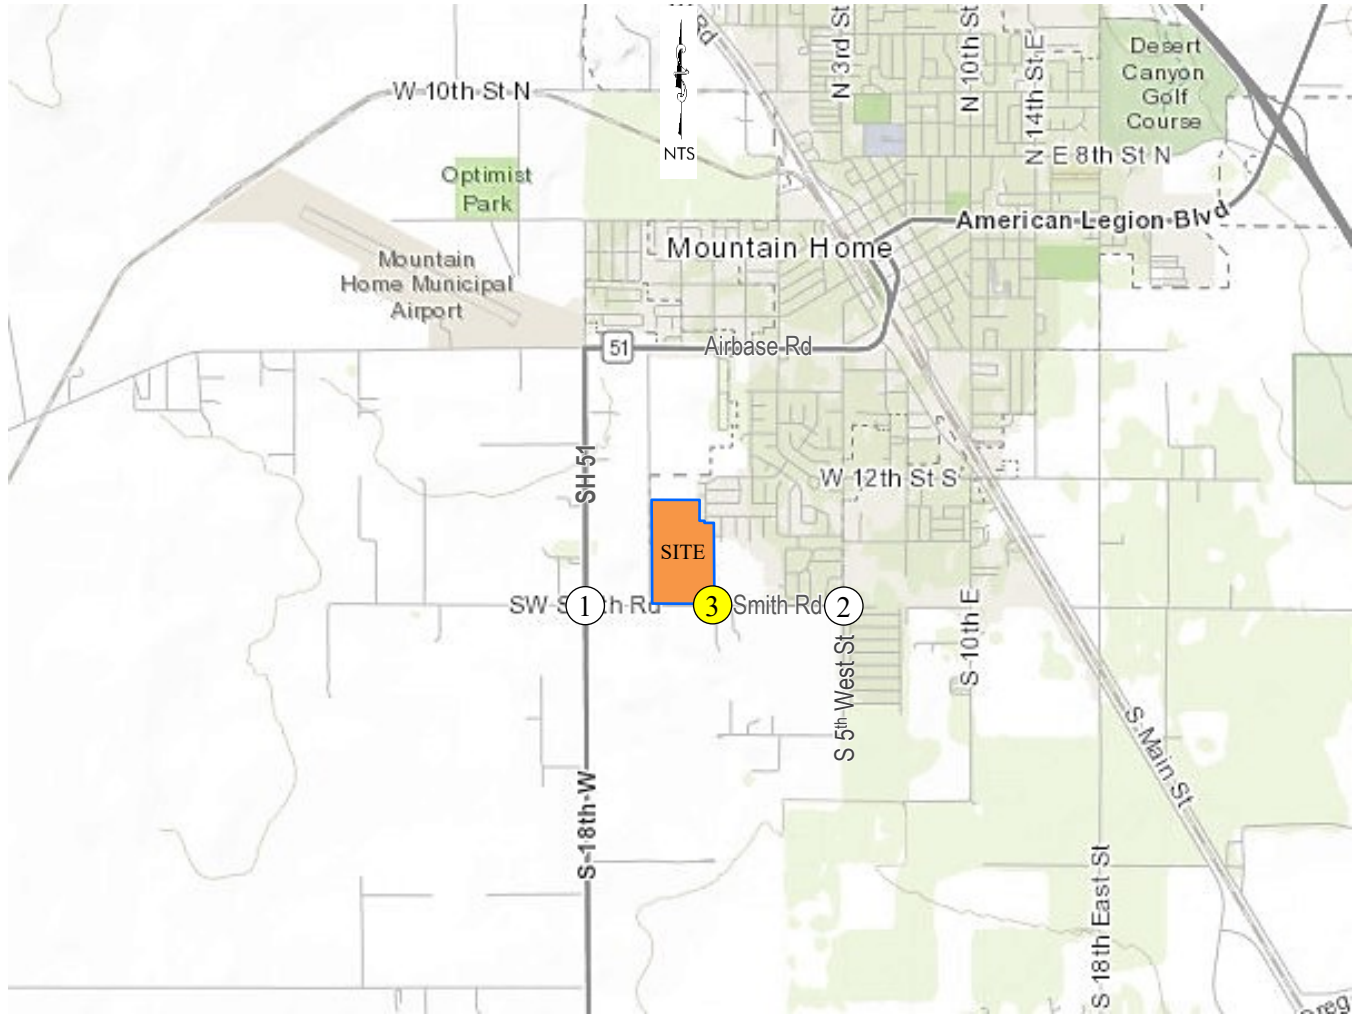 Rd
N 3rd St
N 10th St
N 14th St E
Desert
Canyon
Golf
Course
W 10th St N
NTS
E 8th St N
Optimist
Park
American Legion Blvd
Mountain Home
Mountain
Home Municipal
Airport
51
Airbase Rd
SH-51
W 12th St S
SITE
SW S th Rd
1
3
Smith Rd
2
S 10th E
S 5th West St
S Main St
S 18th W
S 18th East St